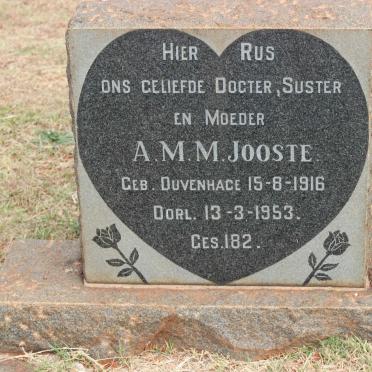 HIER RUS
ONS GELIEFDE DOGTER, SUSTER
EN MOEDER
A.M.M. JOOSTE
GEB. DUVENHAGE 15-8-1916
OORL. 13-3-1953.
GES. 182.